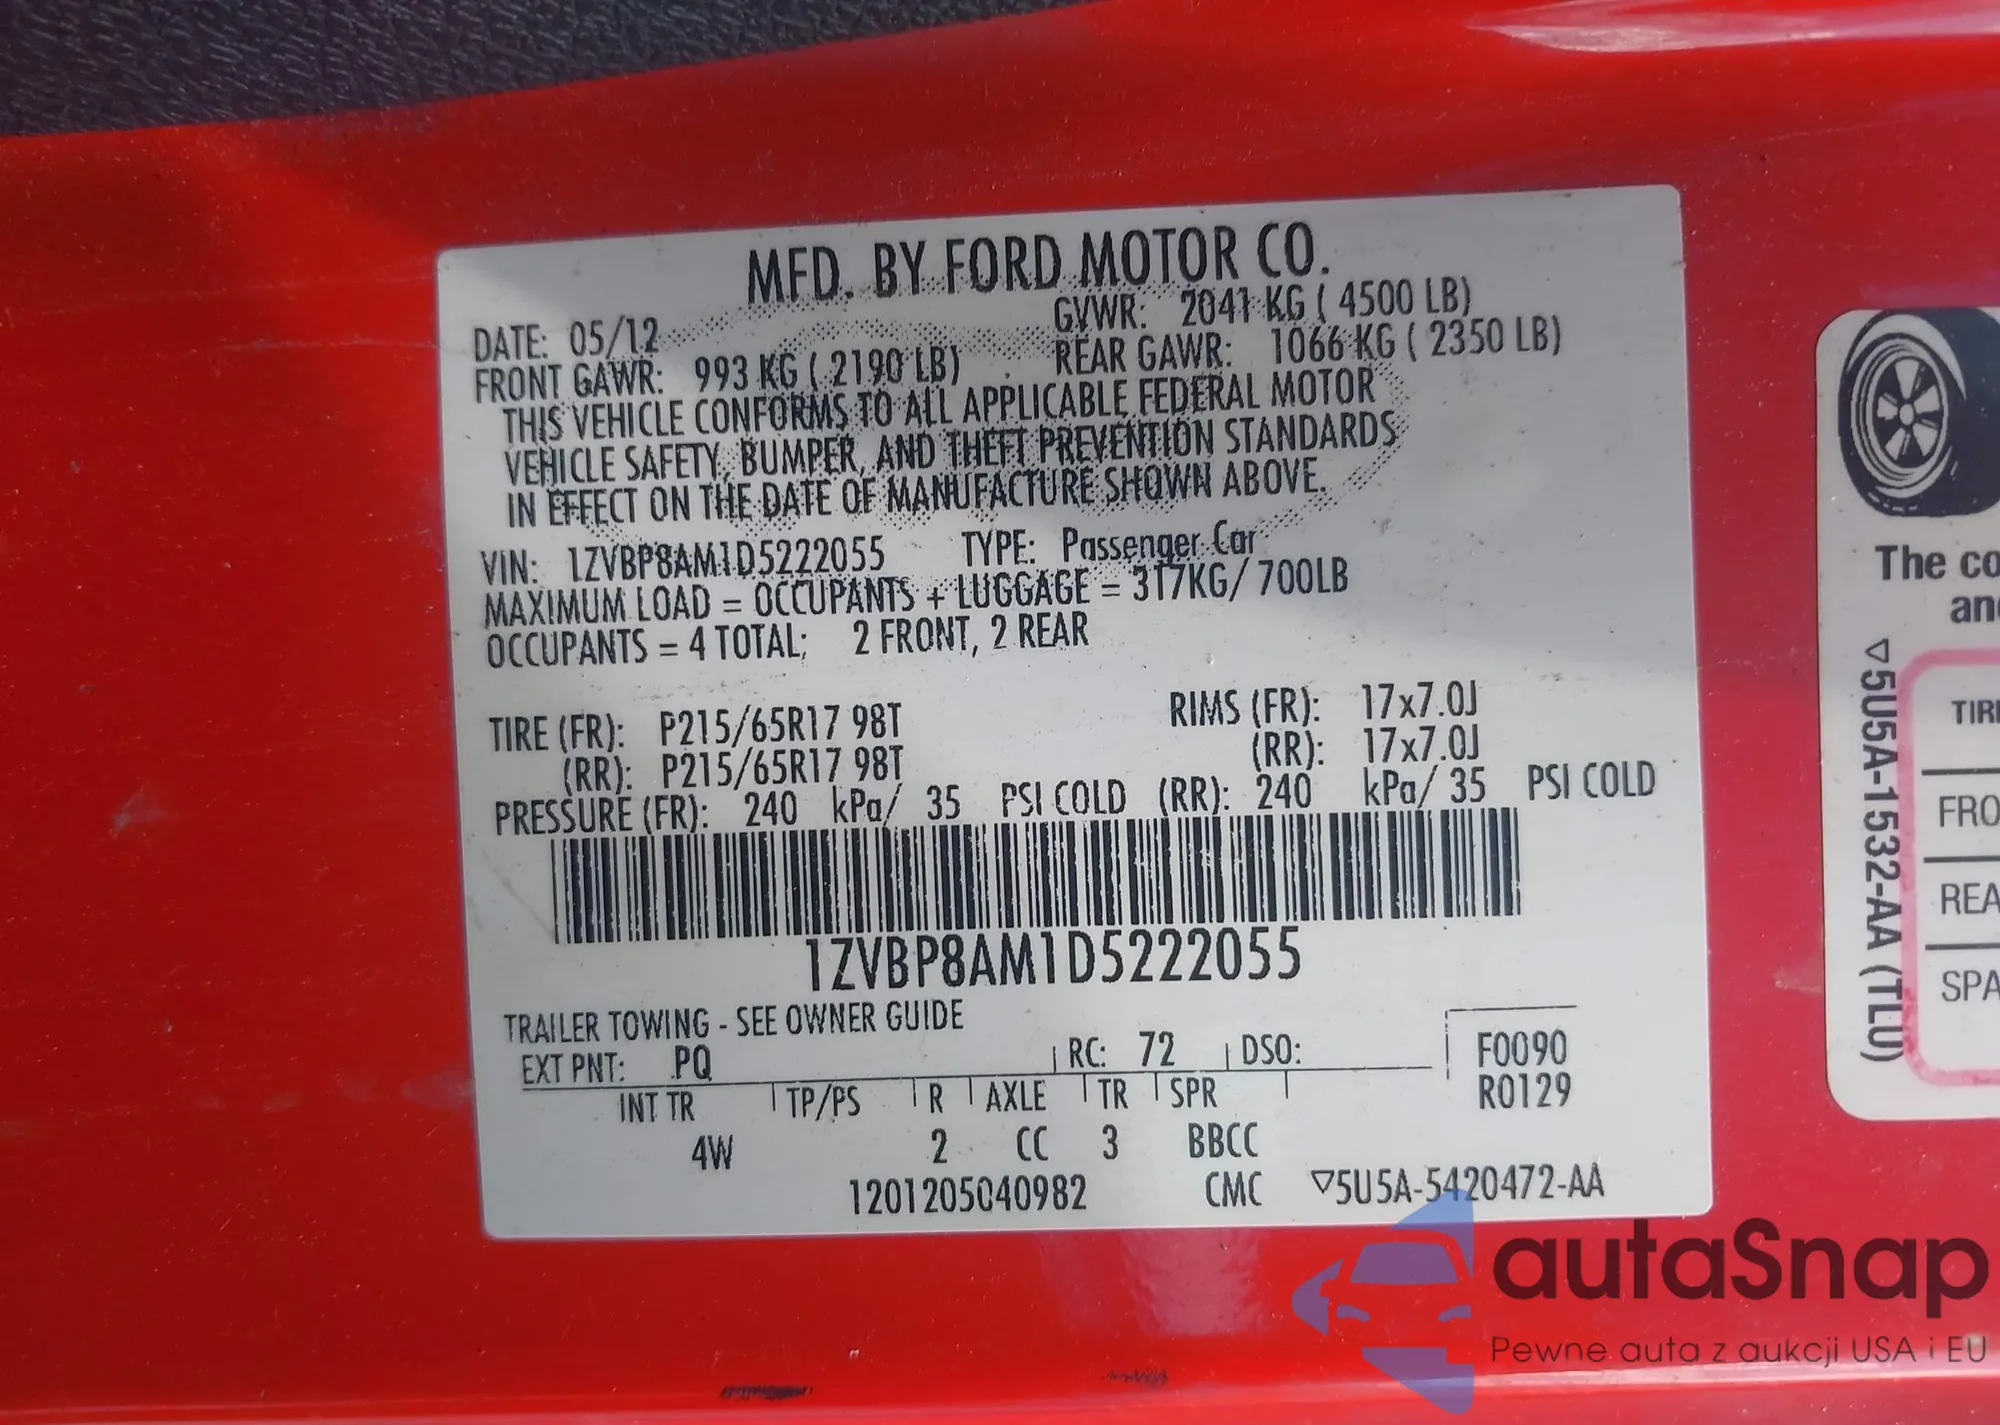 MFD. BY FORD MOTOR CO.
DATE: 05/12 GVWR: 2041 KG ( 4500 LB)
FRONT GAWR: 993 KG ( 2190 LB) REAR GAWR: 1066 KG ( 2350 LB)
THIS VEHICLE CONFORMS TO ALL APPLICABLE FEDERAL MOTOR
VEHICLE SAFETY, BUMPER, AND THEFT PREVENTION STANDARDS
IN EFFECT ON THE DATE OF MANUFACTURE SHOWN ABOVE.
VIN: 1ZVBP8AM1D5222055 TYPE: Passenger Car
MAXIMUM LOAD = OCCUPANTS + LUGGAGE = 317KG/ 700LB
OCCUPANTS = 4 TOTAL; 2 FRONT, 2 REAR
TIRE (FR): P215/65R17 98T RIMS (FR): 17x7.0J
(RR): P215/65R17 98T (RR): 17x7.0J
PRESSURE (FR): 240 kPa/ 35 PSI COLD (RR): 240 kPa/ 35 PSI COLD
1ZVBP8AM1D5222055
TRAILER TOWING - SEE OWNER GUIDE
EXT PNT: PQ RC: 72 DSO: F0090
INT TR TP/PS R AXLE TR SPR R0129
4W 2 CC 3 BBCC
1201205040982 CMC ▽5U5A-5420472-AA
The co
and
▽5U5A-1532-AA (TLU)
TIRE
FRO
REA
SPA
autaSnap
Pewne auta z aukcji USA i EU